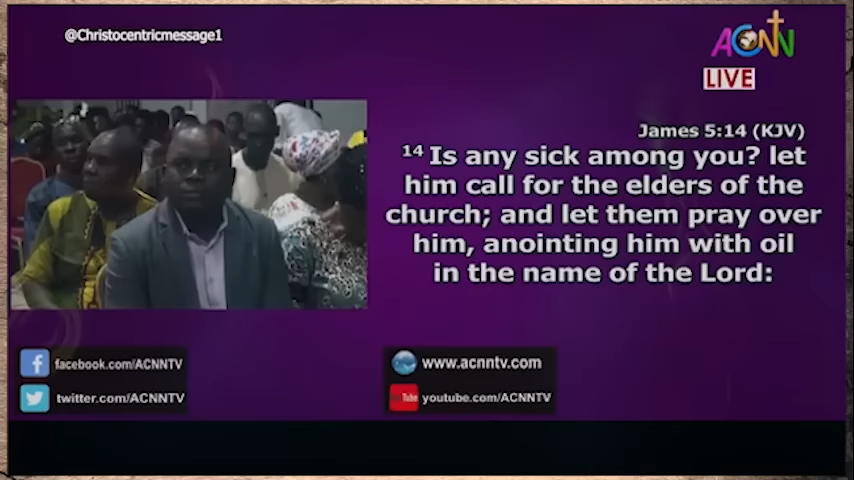 @Christocentricmessage1
ACNN
LIVE
James 5:14 (KJV)
14 Is any sick among you? let
him call for the elders of the
church; and let them pray over
him, anointing him with oil
in the name of the Lord:
facebook.com/ACNNTV
www.acnntv.com
twitter.com/ACNNTV
Tube
youtube.com/ACNNTV